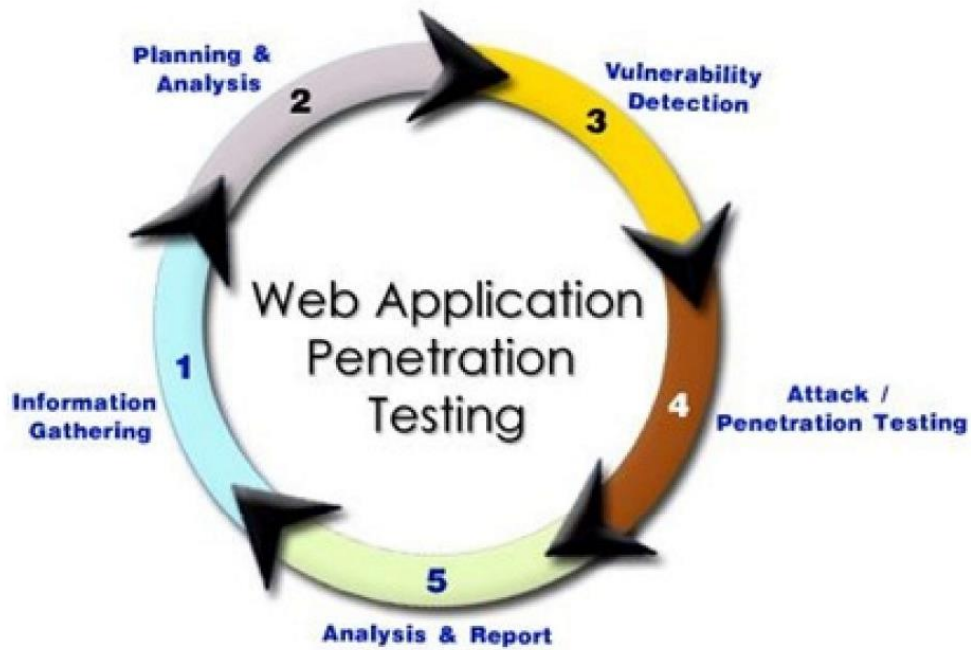 Web Application
Penetration
Testing
1
Information
Gathering
2
Planning &
Analysis
3
Vulnerability
Detection
4
Attack /
Penetration Testing
5
Analysis & Report